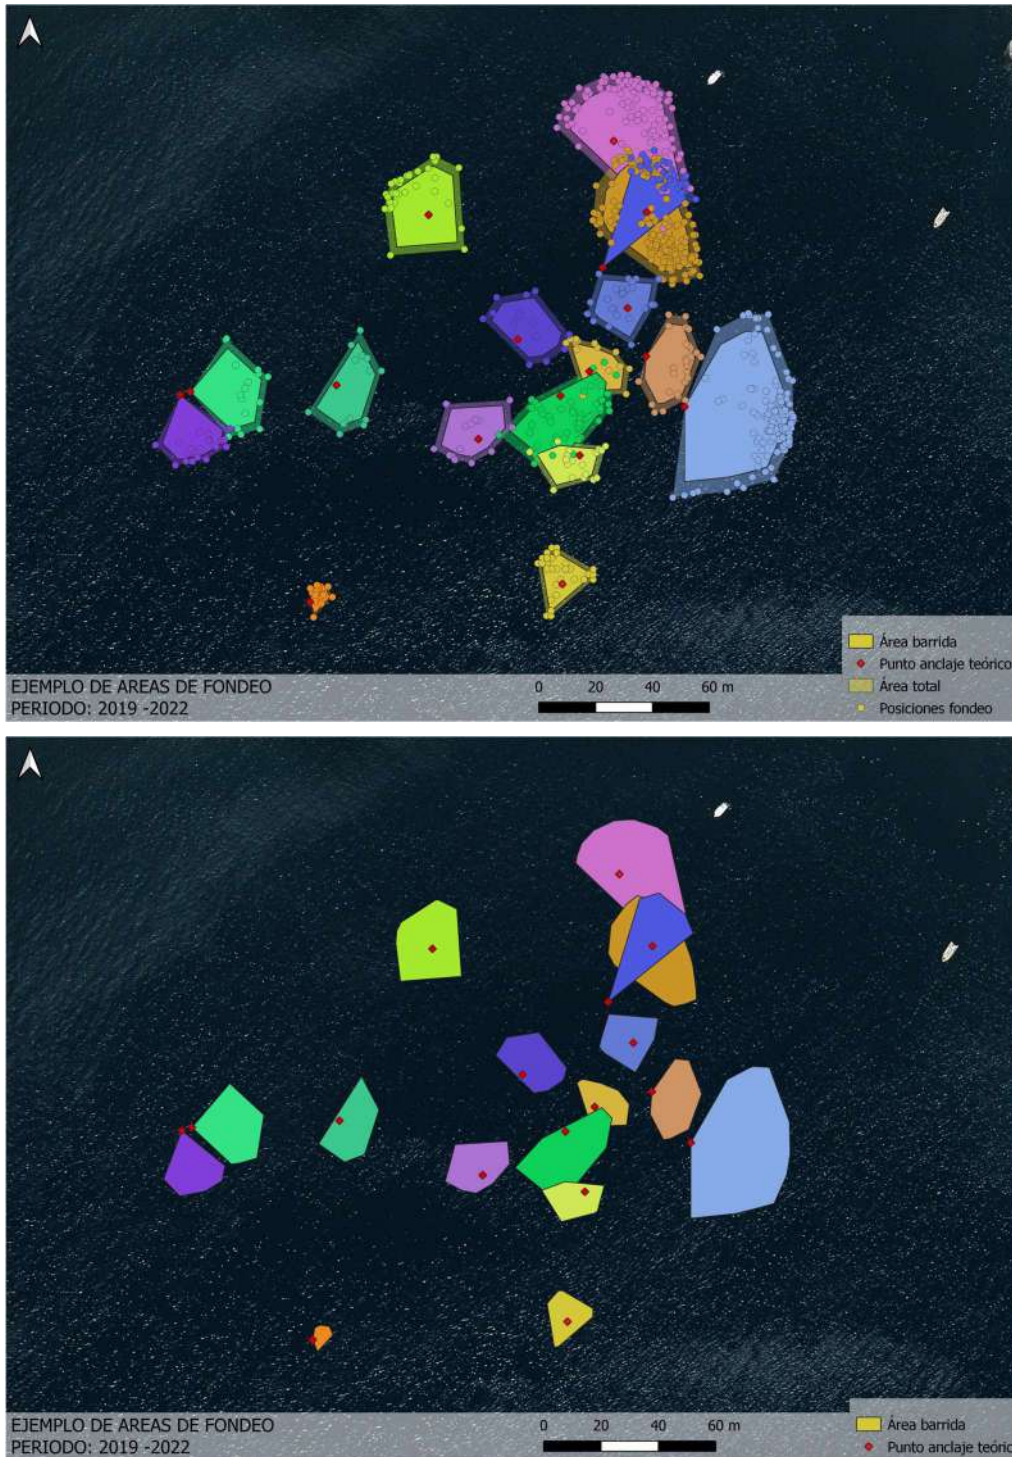 Área barrida
Punto anclaje teórico
Área total
Posiciones fondeo
EJEMPLO DE AREAS DE FONDEO
PERIODO: 2019 -2022
0 20 40 60 m
EJEMPLO DE AREAS DE FONDEO
PERIODO: 2019 -2022
0 20 40 60 m
Área barrida
Punto anclaje teórico